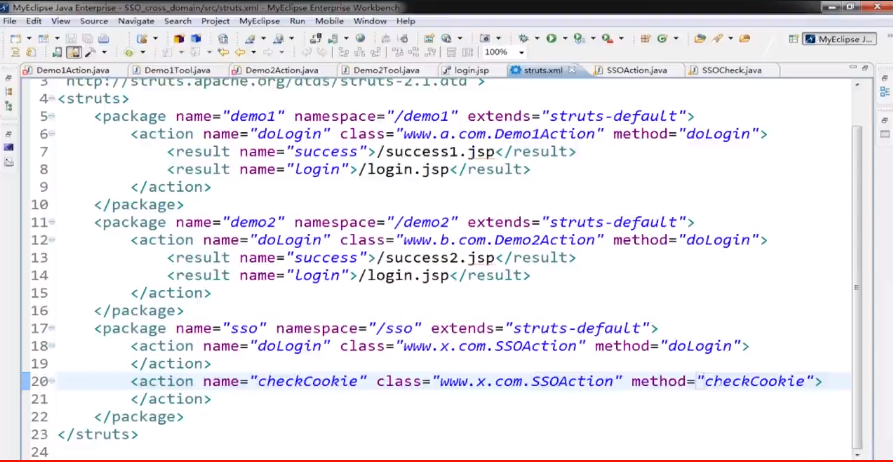 MyEclipse Java Enterprise - SSO_cross_domain/src/struts.xml - MyEclipse Enterprise Workbench
File Edit View Source Navigate Search Project MyEclipse Run Mobile Window Help
100%
MyEclipse J...
Demo1Action.java Demo1Tool.java Demo2Action.java Demo2Tool.java login.jsp struts.xml SSOAction.java SSOCheck.java
3 "http://struts.apache.org/dtds/struts-2.1.dtd">
4 <struts>
5 <package name="demo1" namespace="/demo1" extends="struts-default">
6 <action name="doLogin" class="www.a.com.Demo1Action" method="doLogin">
7 <result name="success">/success1.jsp</result>
8 <result name="login">/login.jsp</result>
9 </action>
10 </package>
11 <package name="demo2" namespace="/demo2" extends="struts-default">
12 <action name="doLogin" class="www.b.com.Demo2Action" method="doLogin">
13 <result name="success">/success2.jsp</result>
14 <result name="login">/login.jsp</result>
15 </action>
16 </package>
17 <package name="sso" namespace="/sso" extends="struts-default">
18 <action name="doLogin" class="www.x.com.SSOAction" method="doLogin">
19 </action>
20 <action name="checkCookie" class="www.x.com.SSOAction" method="checkCookie">
21 </action>
22 </package>
23 </struts>
24